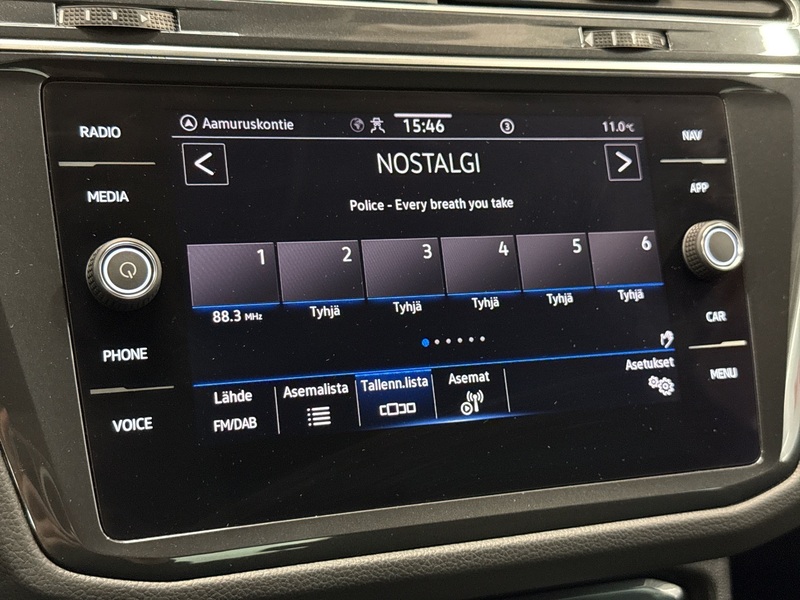 RADIO
MEDIA
PHONE
VOICE
NAV
APP
CAR
MENU
Aamuruskontie
15:46
3
11.0°C
NOSTALGI
Police - Every breath you take
1 2 3 4 5 6
88.3 MHz Tyhjä Tyhjä Tyhjä Tyhjä Tyhjä
Lähde Asemalista Tallenn.lista Asemat Asetukset
FM/DAB